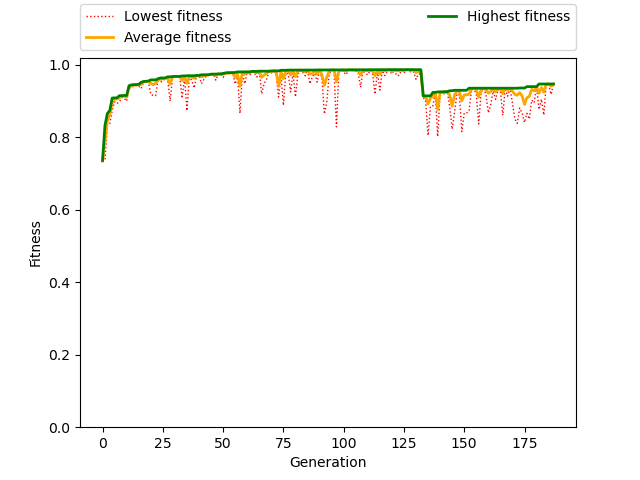 Lowest fitness
Average fitness
Highest fitness
1.0
0.8
0.6
0.4
0.2
0.0
Fitness
0 25 50 75 100 125 150 175
Generation